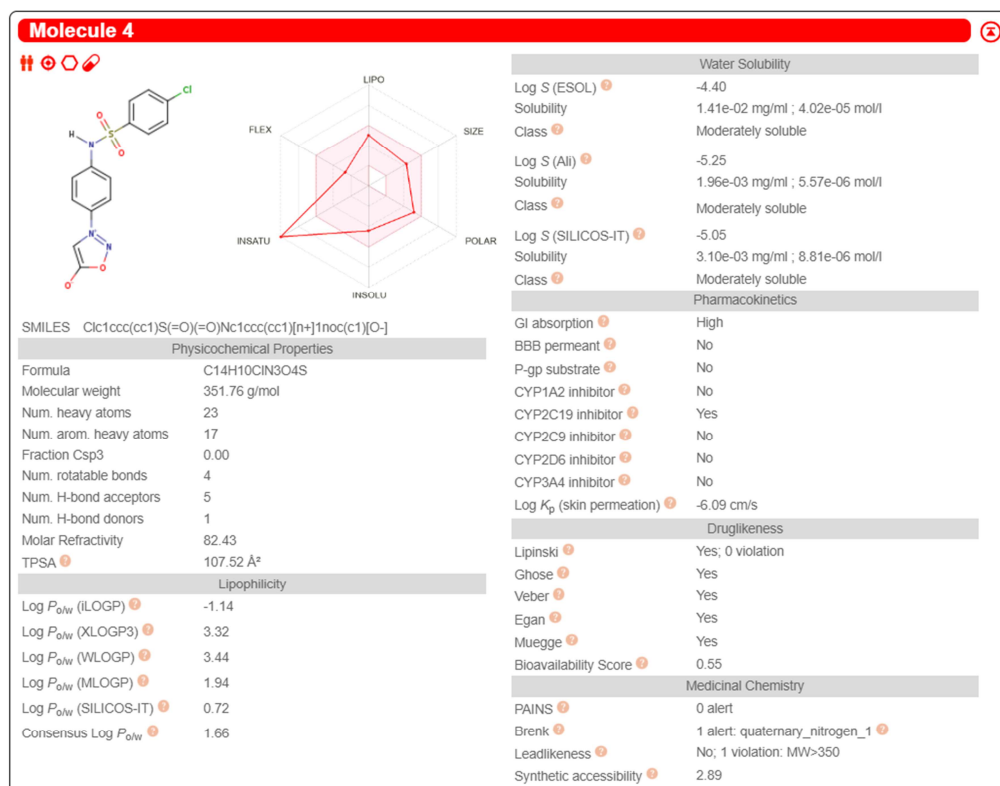 Molecule 4
Cl
O
S
H
N
O
N+
N
O
O-
LIPO
FLEX
SIZE
INSATU
POLAR
INSOLU
SMILES Clc1ccc(cc1)S(=O)(=O)Nc1ccc(cc1)[n+]1noc(c1)[O-]
Physicochemical Properties
Formula C14H10ClN3O4S
Molecular weight 351.76 g/mol
Num. heavy atoms 23
Num. arom. heavy atoms 17
Fraction Csp3 0.00
Num. rotatable bonds 4
Num. H-bond acceptors 5
Num. H-bond donors 1
Molar Refractivity 82.43
TPSA ? 107.52 Å²
Lipophilicity
Log Po/w (iLOGP) ? -1.14
Log Po/w (XLOGP3) ? 3.32
Log Po/w (WLOGP) ? 3.44
Log Po/w (MLOGP) ? 1.94
Log Po/w (SILICOS-IT) ? 0.72
Consensus Log Po/w ? 1.66
Water Solubility
Log S (ESOL) ? -4.40
Solubility 1.41e-02 mg/ml ; 4.02e-05 mol/l
Class ? Moderately soluble
Log S (Ali) ? -5.25
Solubility 1.96e-03 mg/ml ; 5.57e-06 mol/l
Class ? Moderately soluble
Log S (SILICOS-IT) ? -5.05
Solubility 3.10e-03 mg/ml ; 8.81e-06 mol/l
Class ? Moderately soluble
Pharmacokinetics
GI absorption ? High
BBB permeant ? No
P-gp substrate ? No
CYP1A2 inhibitor ? No
CYP2C19 inhibitor ? Yes
CYP2C9 inhibitor ? No
CYP2D6 inhibitor ? No
CYP3A4 inhibitor ? No
Log Kp (skin permeation) ? -6.09 cm/s
Druglikeness
Lipinski ? Yes; 0 violation
Ghose ? Yes
Veber ? Yes
Egan ? Yes
Muegge ? Yes
Bioavailability Score ? 0.55
Medicinal Chemistry
PAINS ? 0 alert
Brenk ? 1 alert: quaternary_nitrogen_1 ?
Leadlikeness ? No; 1 violation: MW>350
Synthetic accessibility ? 2.89